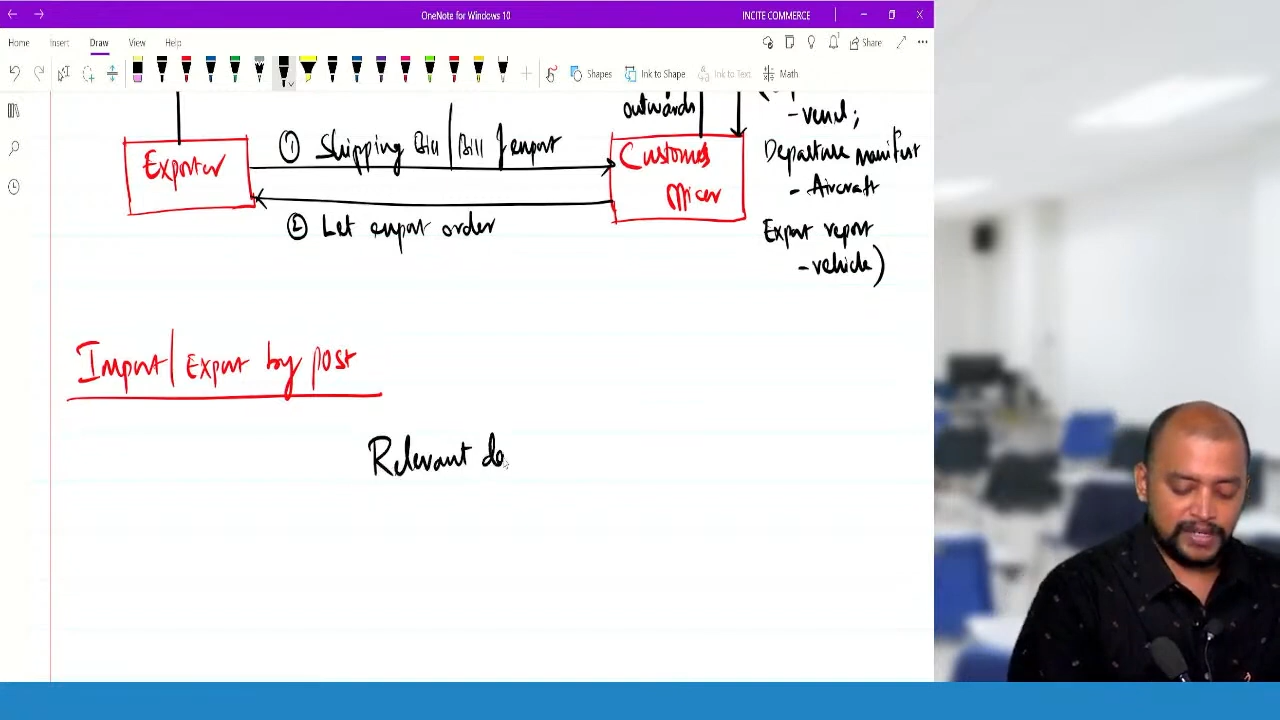 OneNote for Windows 10
INCITE COMMERCE
Home Insert Draw View Help
Share
Shapes
Ink to Shape
Ink to Text
Math
outwards
- vessel;
Departure manifest
- Aircraft
Export report
- vehicle)
Exporter
① Shipping Bill / Bill of export
Customs
officer
② Let export order
Import/Export by post
Relevant do